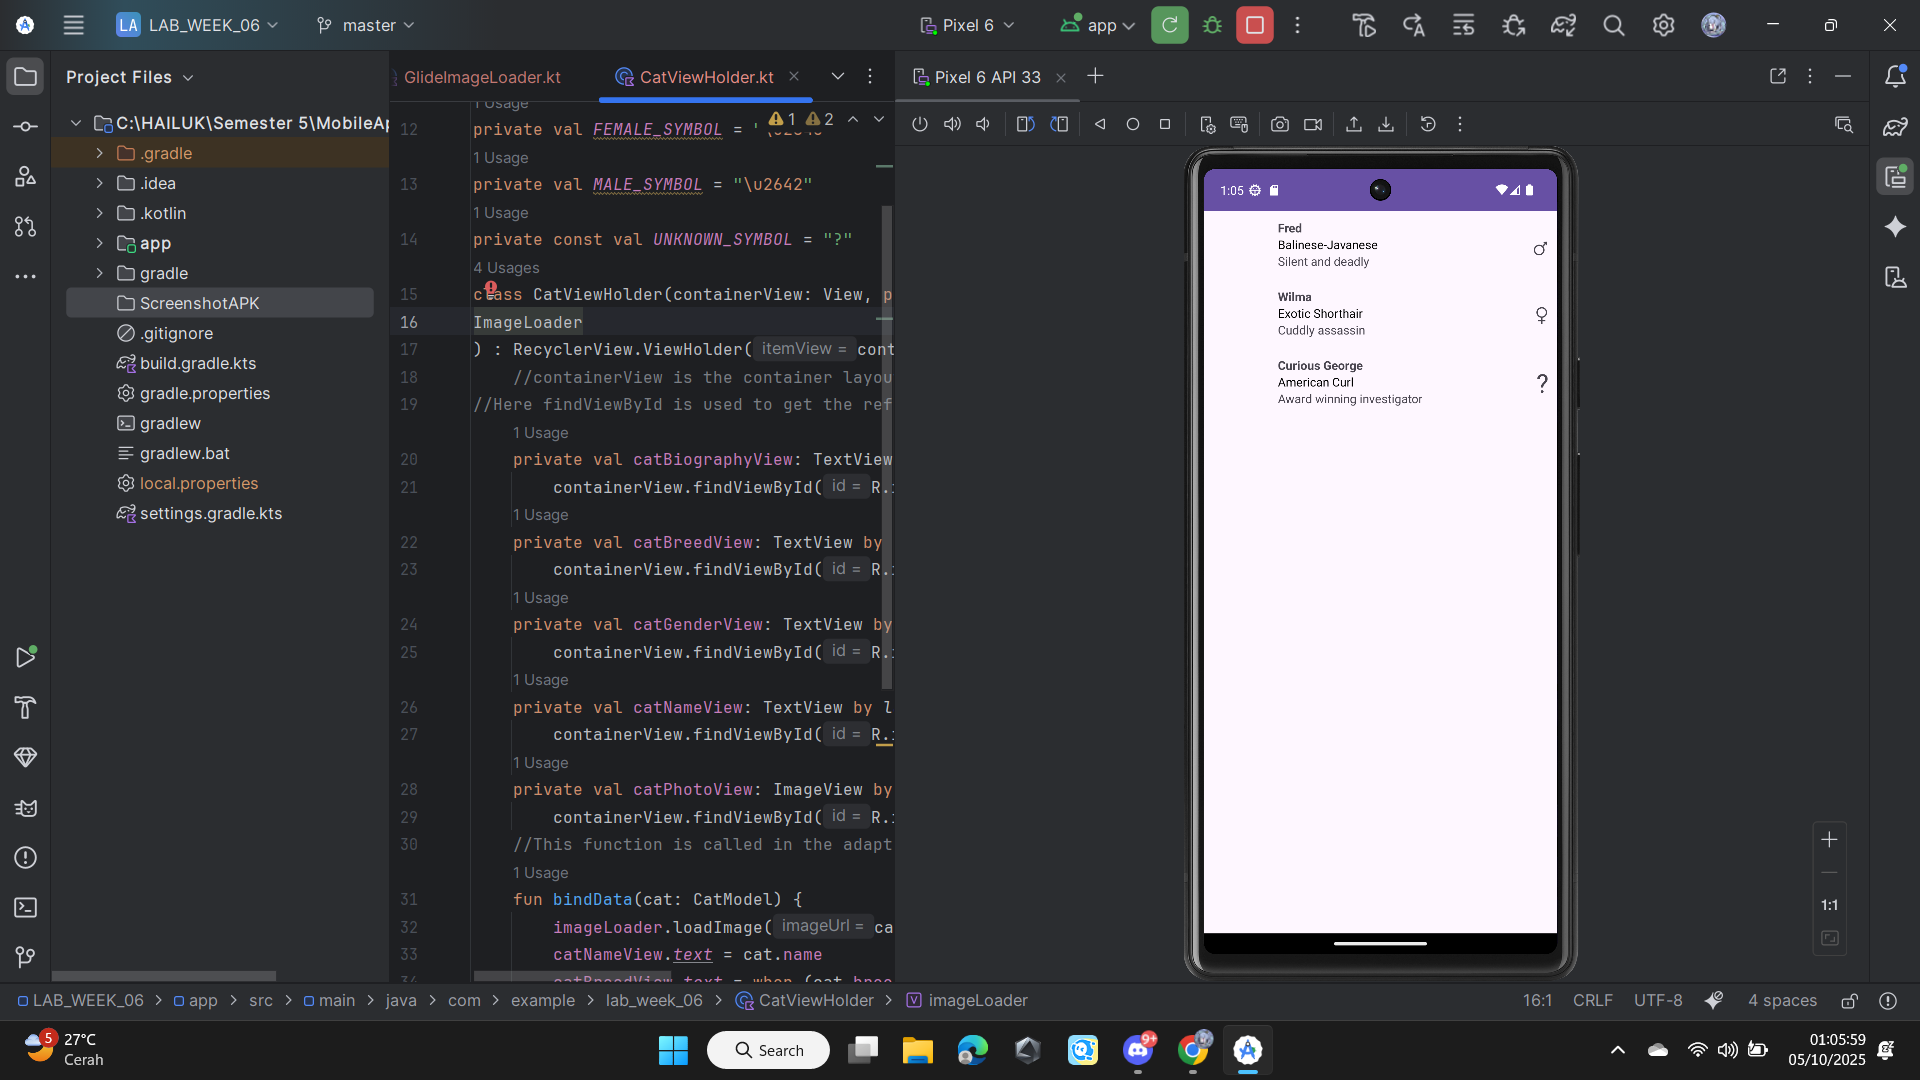 LA LAB_WEEK_06 master Pixel 6 app
Project Files
C:\HAILUK\Semester 5\MobileAp
.gradle
.idea
.kotlin
app
gradle
ScreenshotAPK
.gitignore
build.gradle.kts
gradle.properties
gradlew
gradlew.bat
local.properties
settings.gradle.kts
GlideImageLoader.kt CatViewHolder.kt
1 Usage
1 2
12 private val FEMALE_SYMBOL =
1 Usage
13 private val MALE_SYMBOL = "\u2642"
1 Usage
14 private const val UNKNOWN_SYMBOL = "?"
4 Usages
15 class CatViewHolder(containerView: View, p
16 ImageLoader
17 ) : RecyclerView.ViewHolder( itemView = cont
18 //containerView is the container layou
19 //Here findViewById is used to get the ref
1 Usage
20 private val catBiographyView: TextView
21 containerView.findViewById( id = R.i
1 Usage
22 private val catBreedView: TextView by
23 containerView.findViewById( id = R.i
1 Usage
24 private val catGenderView: TextView by
25 containerView.findViewById( id = R.i
1 Usage
26 private val catNameView: TextView by l
27 containerView.findViewById( id = R.i
1 Usage
28 private val catPhotoView: ImageView by
29 containerView.findViewById( id = R.i
30 //This function is called in the adapt
1 Usage
31 fun bindData(cat: CatModel) {
32 imageLoader.loadImage( imageUrl = ca
33 catNameView.text = cat.name
Pixel 6 API 33
1:05
Fred
Balinese-Javanese
Silent and deadly
♂
Wilma
Exotic Shorthair
Cuddly assassin
♀
Curious George
American Curl
Award winning investigator
?
1:1
LAB_WEEK_06 > app > src > main > java > com > example > lab_week_06 > CatViewHolder > imageLoader
16:1 CRLF UTF-8 4 spaces
5
27°C
Cerah
Search
9+
01:05:59
05/10/2025